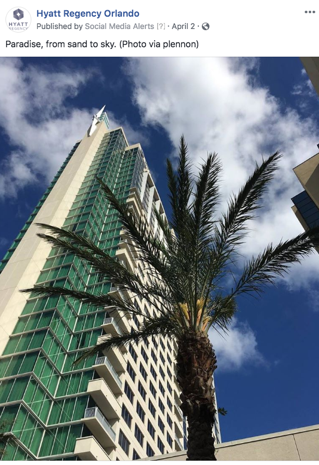 Hyatt Regency Orlando
Published by Social Media Alerts [?] · April 2 ·
Paradise, from sand to sky. (Photo via plennon)
HYATT
REGENCY